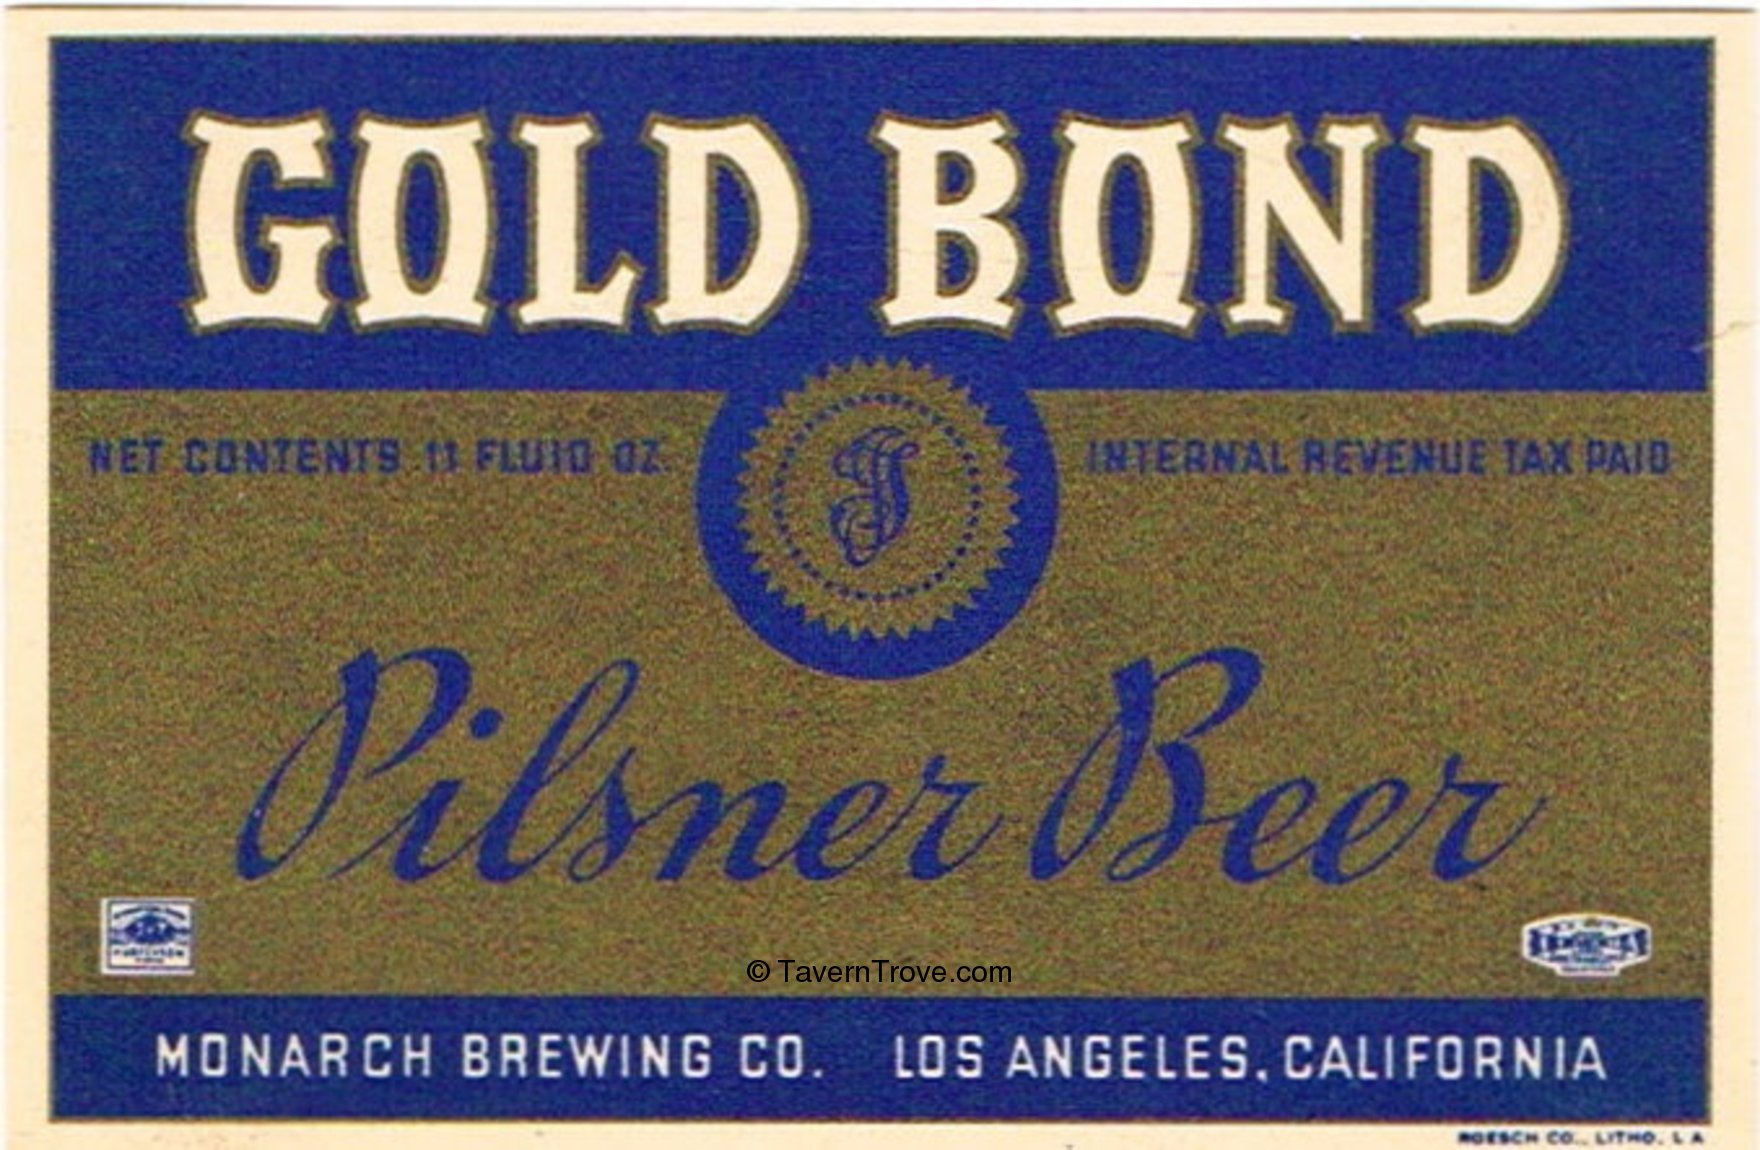 GOLD BOND
NET CONTENTS 11 FLUID OZ.
INTERNAL REVENUE TAX PAID
Pilsner Beer
© TavernTrove.com
MONARCH BREWING CO. LOS ANGELES, CALIFORNIA
ROESCH CO., LITHO. L A